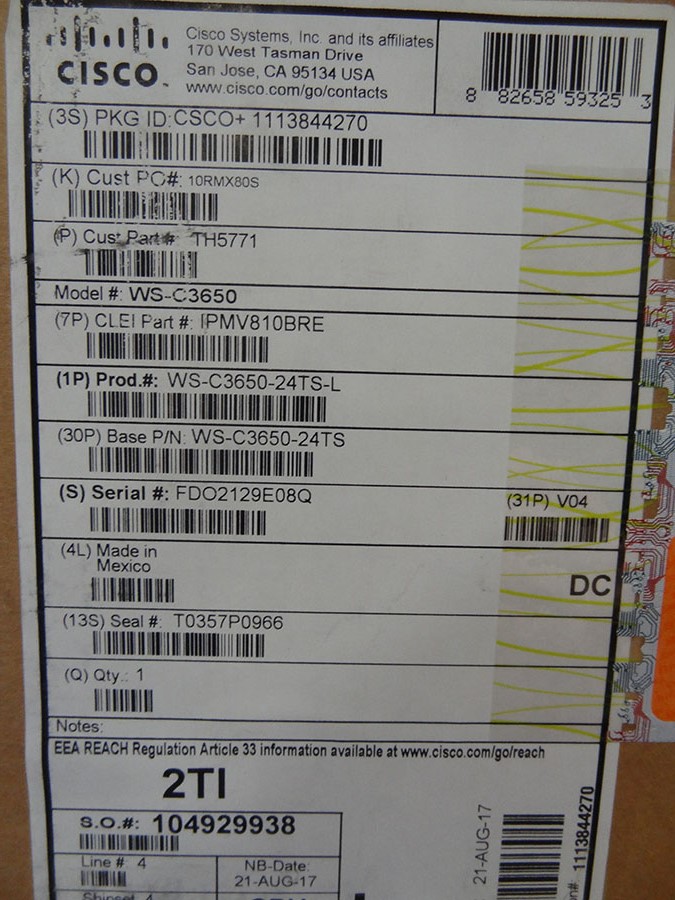 CISCO
Cisco Systems, Inc. and its affiliates
170 West Tasman Drive
San Jose, CA 95134 USA
www.cisco.com/go/contacts
8 82658 59325 3
(3S) PKG ID:CSCO+ 1113844270
(K) Cust PO#: 10RMX80S
(P) Cust Part# TH5771
Model #: WS-C3650
(7P) CLEI Part #: IPMV810BRE
(1P) Prod.#: WS-C3650-24TS-L
(30P) Base P/N: WS-C3650-24TS
(S) Serial #: FDO2129E08Q
(31P) V04
(4L) Made in
Mexico
DC
(13S) Seal #: T0357P0966
(Q) Qty.: 1
Notes:
EEA REACH Regulation Article 33 information available at www.cisco.com/go/reach
2TI
S.O.#: 104929938
Line #: 4
NB-Date:
21-AUG-17
21-AUG-17
1113844270